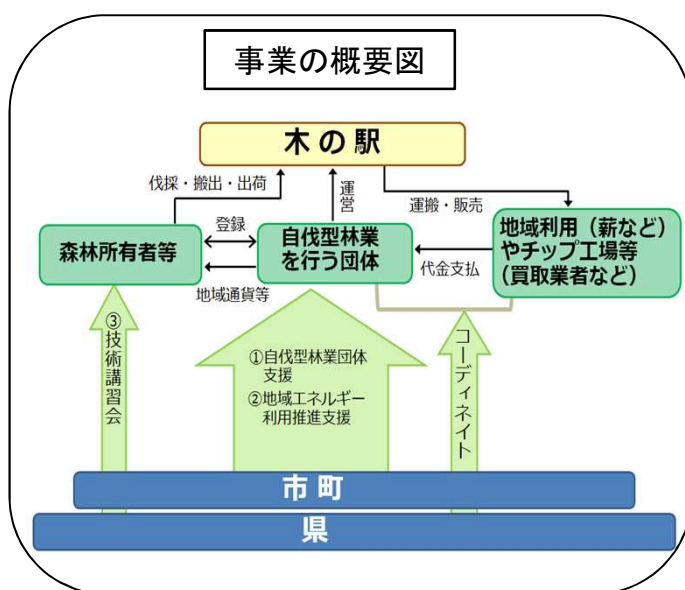 事業の概要図
木の駅
伐採・搬出・出荷
運営
運搬・販売
登録
森林所有者等
自伐型林業
を行う団体
地域利用（薪など）
やチップ工場等
（買取業者など）
代金支払
地域通貨等
③技術講習会
①自伐型林業団体
支援
②地域エネルギー
利用推進支援
コーディネイト
市町
県